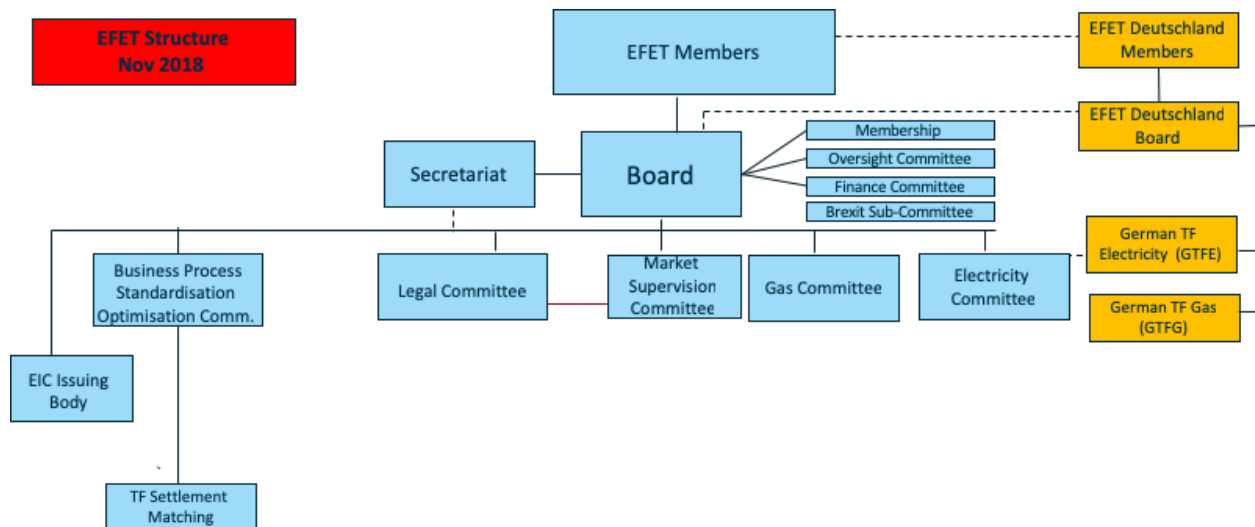 EFET Structure
Nov 2018
EFET Members
EFET Deutschland
Members
EFET Deutschland
Board
Secretariat
Board
Membership
Oversight Committee
Finance Committee
Brexit Sub-Committee
German TF
Electricity (GTFE)
German TF Gas
(GTFG)
Business Process
Standardisation
Optimisation Comm.
Legal Committee
Market
Supervision
Committee
Gas Committee
Electricity
Committee
EIC Issuing
Body
TF Settlement
Matching